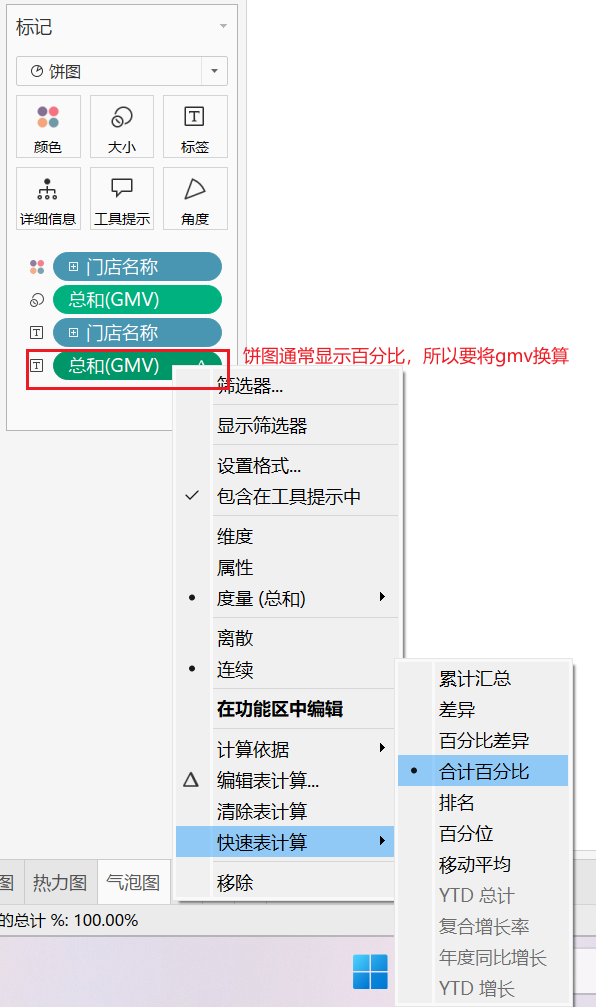 标记
饼图
颜色
大小
标签
详细信息
工具提示
角度
门店名称
总和(GMV)
门店名称
总和(GMV)
饼图通常显示百分比，所以要将gmv换算
筛选器...
显示筛选器
设置格式...
包含在工具提示中
维度
属性
度量 (总和)
离散
连续
在功能区中编辑
计算依据
编辑表计算...
清除表计算
快速表计算
移除
累计汇总
差异
百分比差异
合计百分比
排名
百分位
移动平均
YTD 总计
复合增长率
年度同比增长
YTD 增长
图
热力图
气泡图
的总计 %: 100.00%